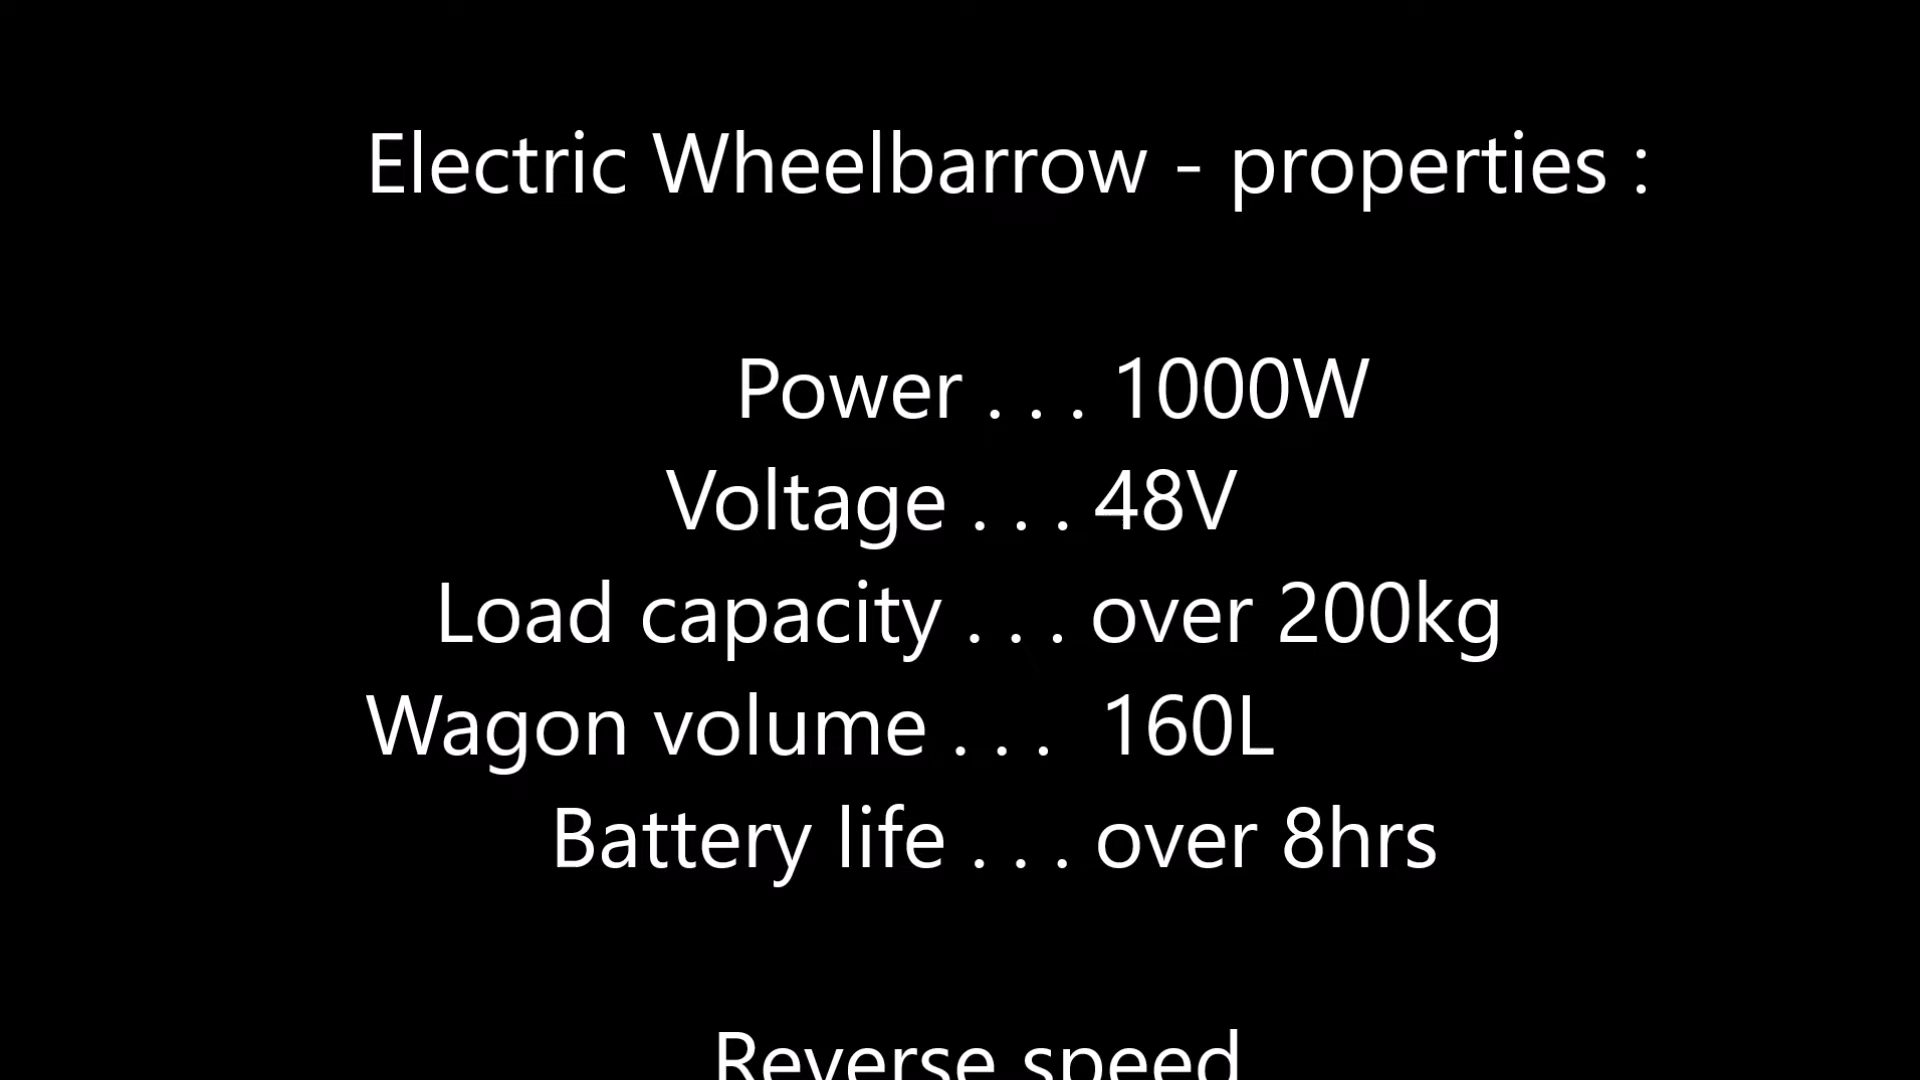 Electric Wheelbarrow - properties :
Power . . . 1000W
Voltage . . . 48V
Load capacity . . . over 200kg
Wagon volume . . .  160L
Battery life . . . over 8hrs
Reverse speed